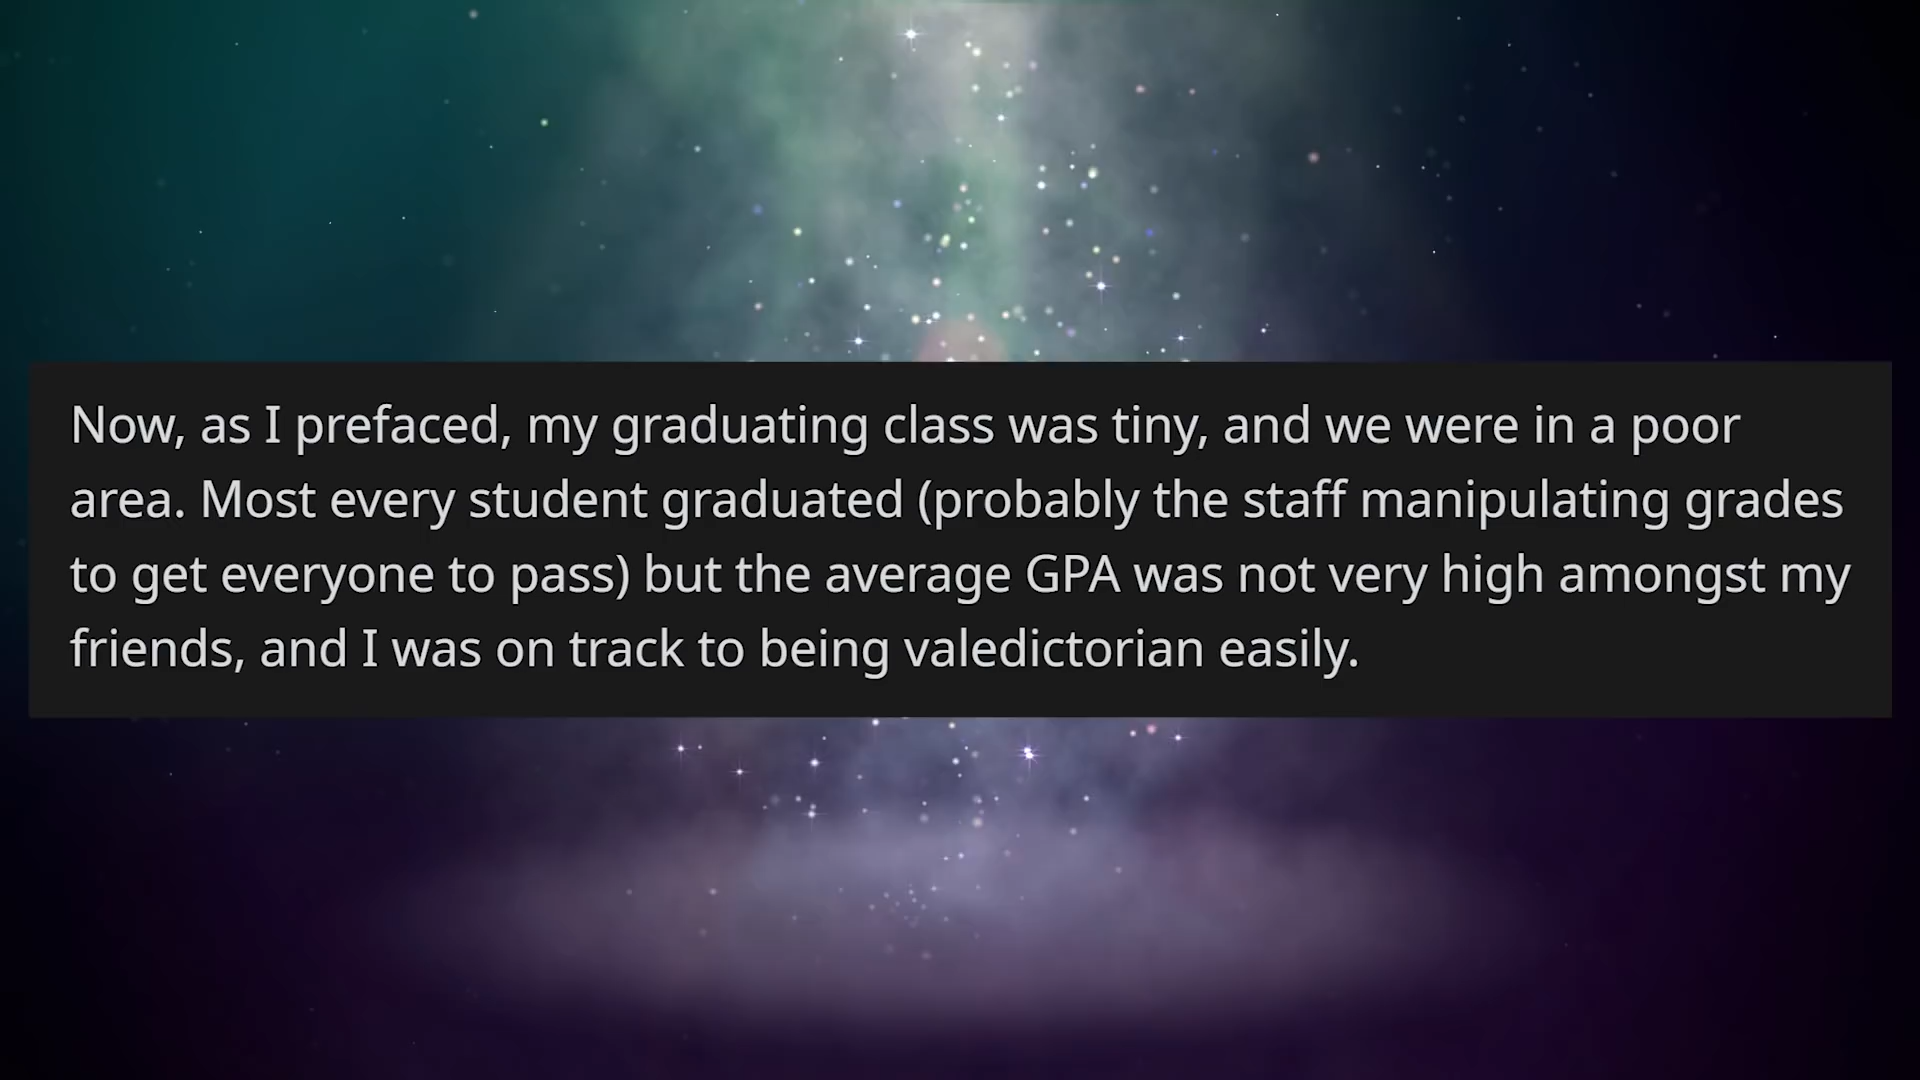 Now, as I prefaced, my graduating class was tiny, and we were in a poor
area. Most every student graduated (probably the staff manipulating grades
to get everyone to pass) but the average GPA was not very high amongst my
friends, and I was on track to being valedictorian easily.